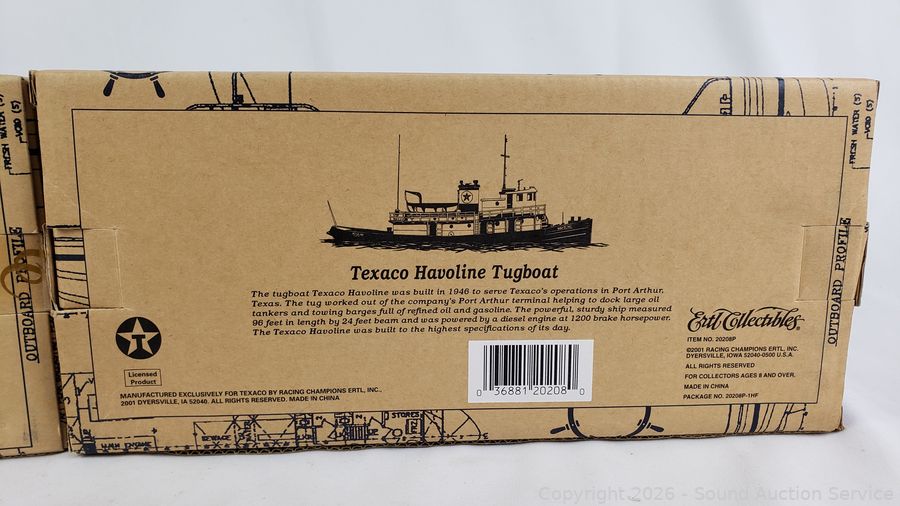 FRESH WATER (S)
VOID (S)
OUTBOARD PROFILE
Texaco Havoline Tugboat
The tugboat Texaco Havoline was built in 1946 to serve Texaco's operations in Port Arthur,
Texas. The tug worked out of the company's Port Arthur terminal helping to dock large oil
tankers and towing barges full of refined oil and gasoline. The powerful, sturdy ship measured
96 feet in length by 24 feet beam and was powered by a diesel engine at 1200 brake horsepower.
The Texaco Havoline was built to the highest specifications of its day.
T
Licensed
Product
MANUFACTURED EXCLUSIVELY FOR TEXACO BY RACING CHAMPIONS ERTL, INC.,
2001 DYERSVILLE, IA 52040. ALL RIGHTS RESERVED. MADE IN CHINA
0 36881 20208 0
Ertl Collectibles®
ITEM NO. 20208P
©2001 RACING CHAMPIONS ERTL, INC.
DYERSVILLE, IOWA 52040-0500 U.S.A.
ALL RIGHTS RESERVED
FOR COLLECTORS AGES 8 AND OVER.
MADE IN CHINA
PACKAGE NO. 20208P-1HF
FRESH WATER (S)
VOID (S)
OUTBOARD PROFILE
STORES
Copyright 2026 - Sound Auction Service